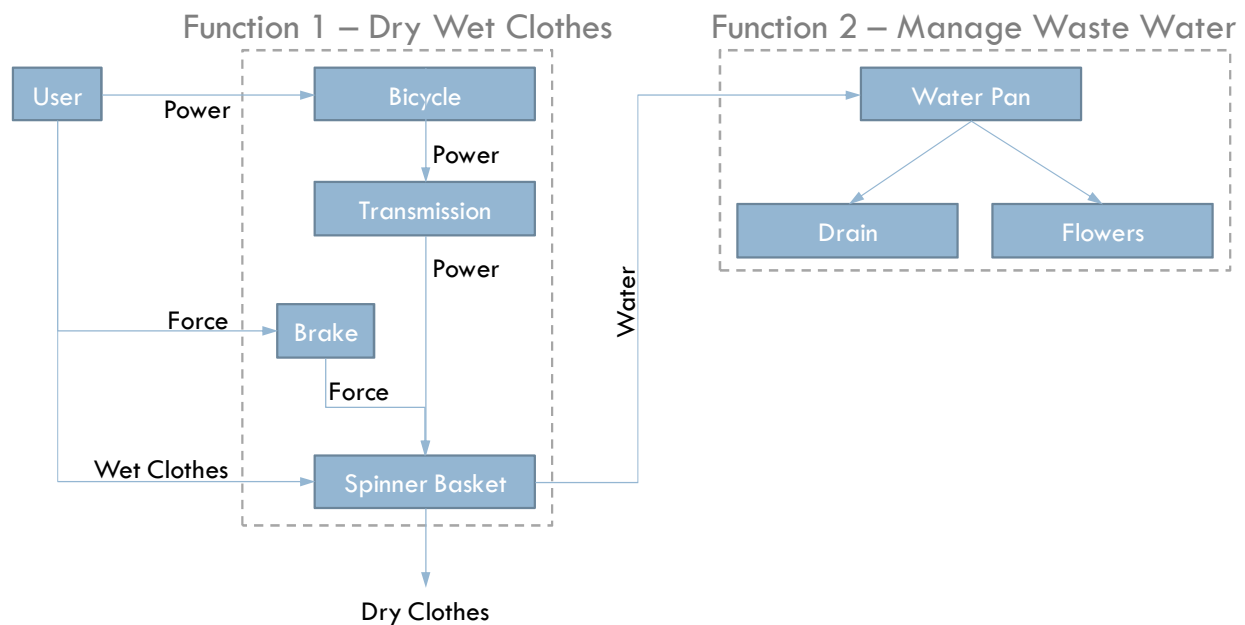 Function 1 – Dry Wet Clothes
Function 2 – Manage Waste Water
User
Power
Bicycle
Water Pan
Power
Transmission
Drain
Flowers
Power
Water
Force
Brake
Force
Wet Clothes
Spinner Basket
Dry Clothes